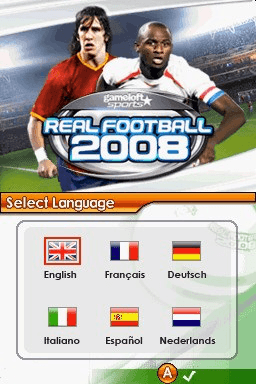 gameloft
sports
REAL FOOTBALL
2008
Select Language
English Français Deutsch
Italiano Español Nederlands
A